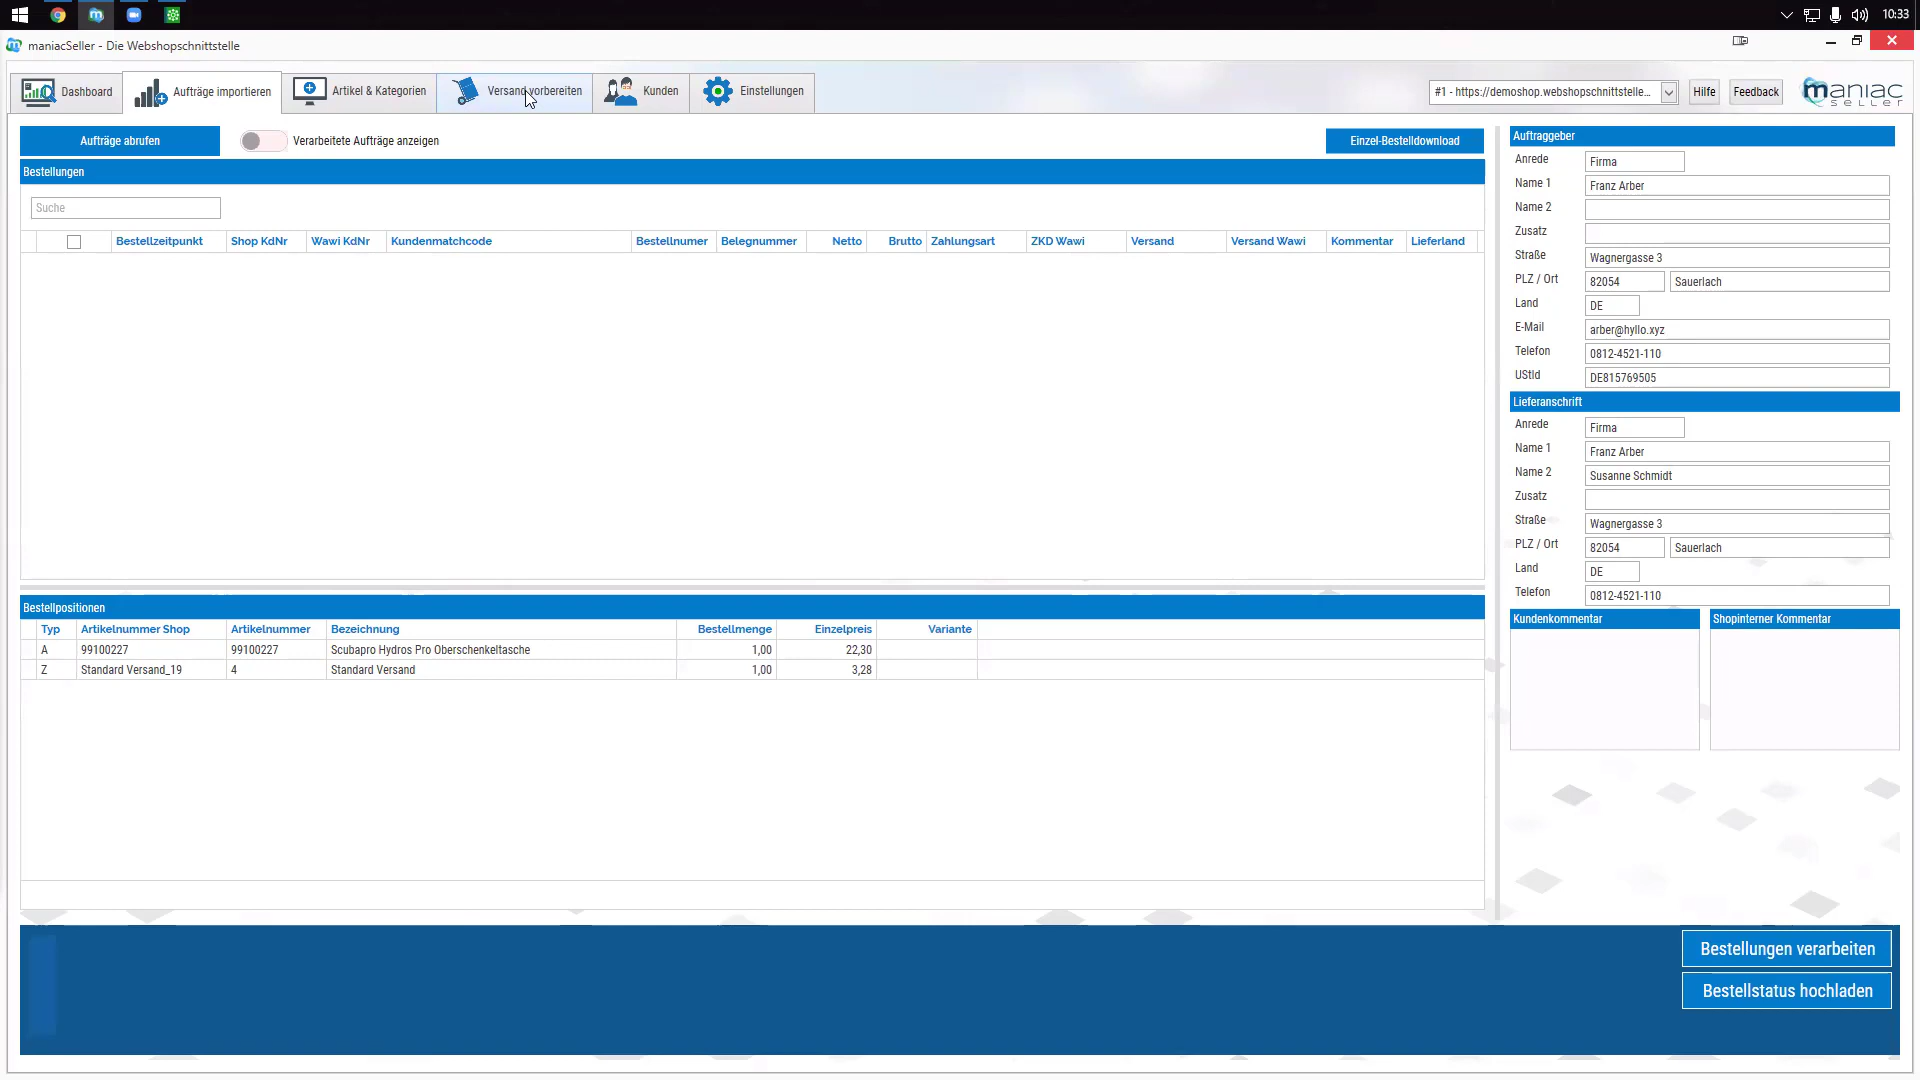 10:33
maniacSeller - Die Webshopschnittstelle
Dashboard
Aufträge importieren
Artikel & Kategorien
Versand vorbereiten
Kunden
Einstellungen
#1 - https://demoshop.webshopschnittstelle...
Hilfe
Feedback
maniac
seller
Aufträge abrufen
Verarbeitete Aufträge anzeigen
Einzel-Bestelldownload
Bestellungen
Suche
Bestellzeitpunkt Shop KdNr Wawi KdNr Kundenmatchcode Bestellnumer Belegnummer Netto Brutto Zahlungsart ZKD Wawi Versand Versand Wawi Kommentar Lieferland
Bestellpositionen
Typ Artikelnummer Shop Artikelnummer Bezeichnung Bestellmenge Einzelpreis Variante
A 99100227 99100227 Scubapro Hydros Pro Oberschenkeltasche 1,00 22,30
Z Standard Versand_19 4 Standard Versand 1,00 3,28
Auftraggeber
Anrede Firma
Name 1 Franz Arber
Name 2
Zusatz
Straße Wagnergasse 3
PLZ / Ort 82054 Sauerlach
Land DE
E-Mail arber@hyllo.xyz
Telefon 0812-4521-110
UStId DE815769505
Lieferanschrift
Anrede Firma
Name 1 Franz Arber
Name 2 Susanne Schmidt
Zusatz
Straße Wagnergasse 3
PLZ / Ort 82054 Sauerlach
Land DE
Telefon 0812-4521-110
Kundenkommentar
Shopinterner Kommentar
Bestellungen verarbeiten
Bestellstatus hochladen